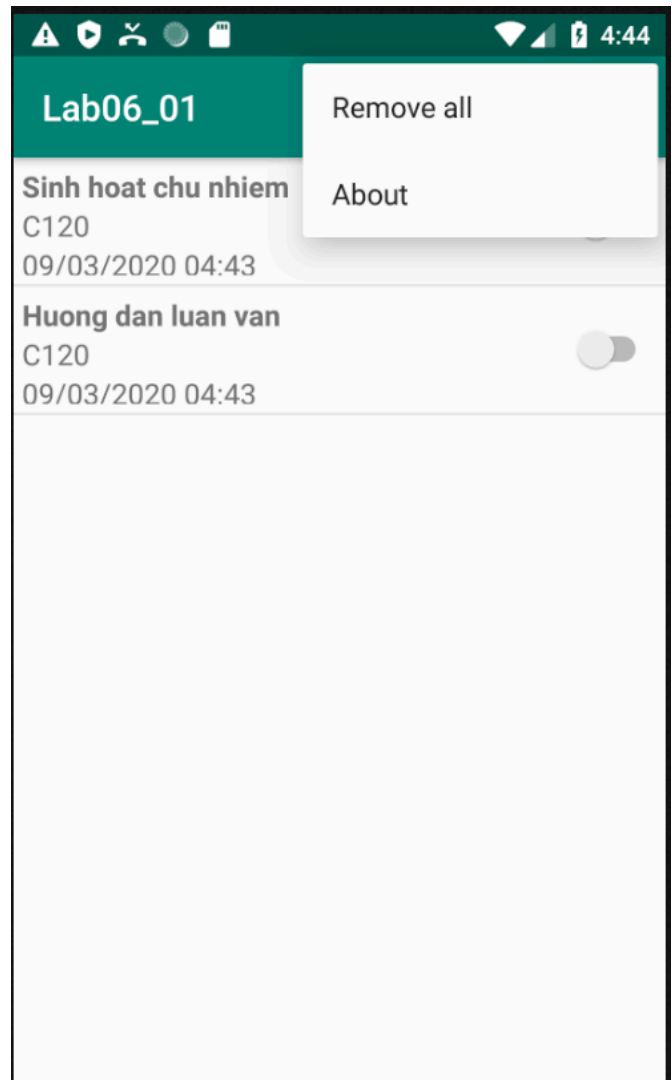 4:44
Lab06_01
Remove all
About
Sinh hoat chu nhiem
C120
09/03/2020 04:43
Huong dan luan van
C120
09/03/2020 04:43